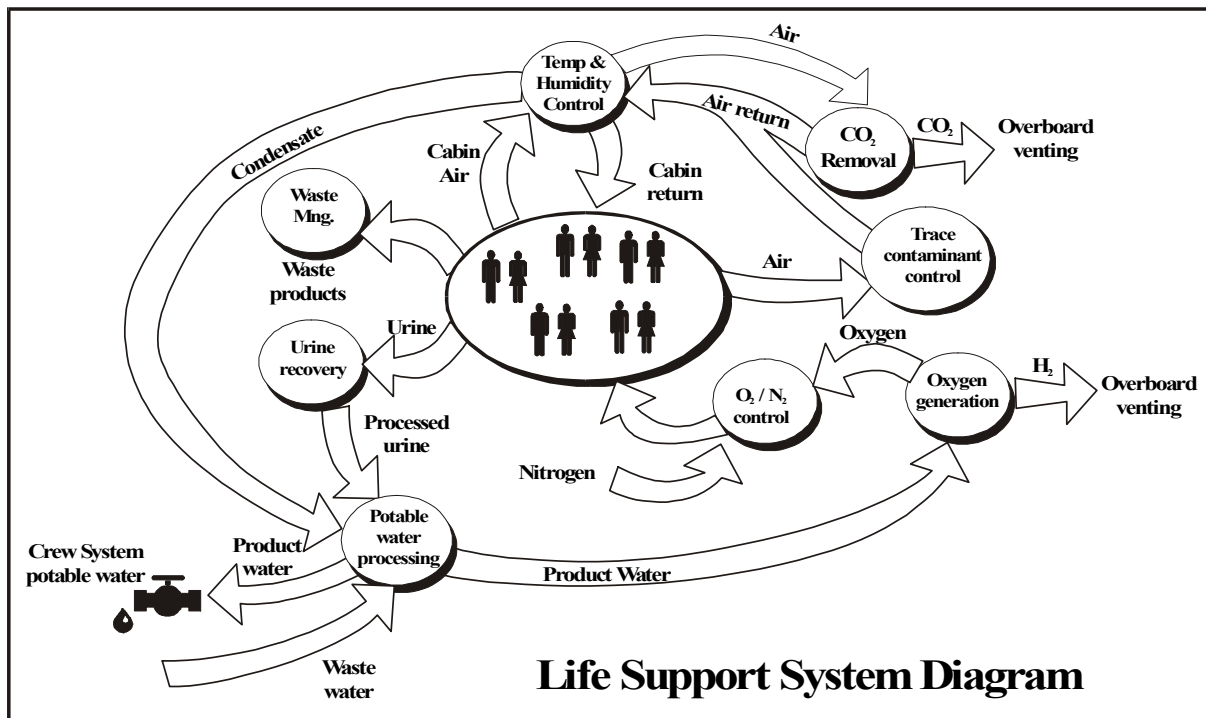 Air
Temp &
Humidity
Control
Air return
CO₂
Removal
CO₂
Overboard
venting
Condensate
Cabin
Air
Cabin
return
Waste
Mng.
Waste
products
Air
Trace
contaminant
control
Urine
Urine
recovery
Oxygen
O₂ / N₂
control
Oxygen
generation
H₂
Overboard
venting
Processed
urine
Nitrogen
Potable
water
processing
Crew System
potable water
Product
water
Product Water
Waste
water
Life Support System Diagram